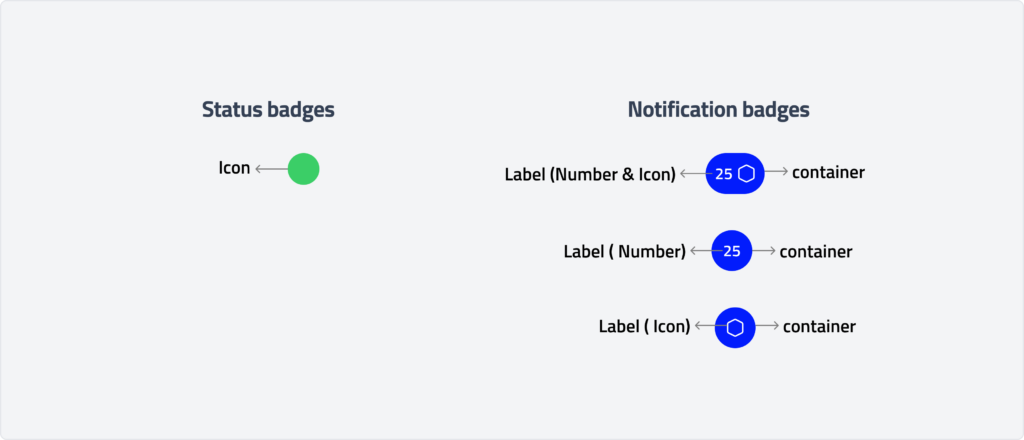 Status badges
Icon
Notification badges
Label (Number & Icon) 25 container
Label ( Number) 25 container
Label ( Icon) container